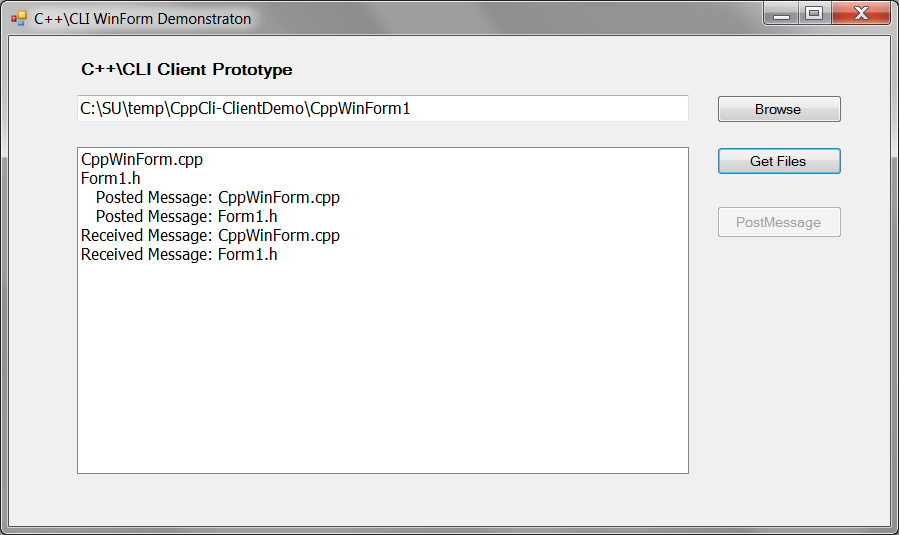 C++\CLI WinForm Demonstraton
C++\CLI Client Prototype
C:\SU\temp\CppCli-ClientDemo\CppWinForm1
Browse
CppWinForm.cpp
Get Files
Form1.h
Posted Message: CppWinForm.cpp
Posted Message: Form1.h
PostMessage
Received Message: CppWinForm.cpp
Received Message: Form1.h